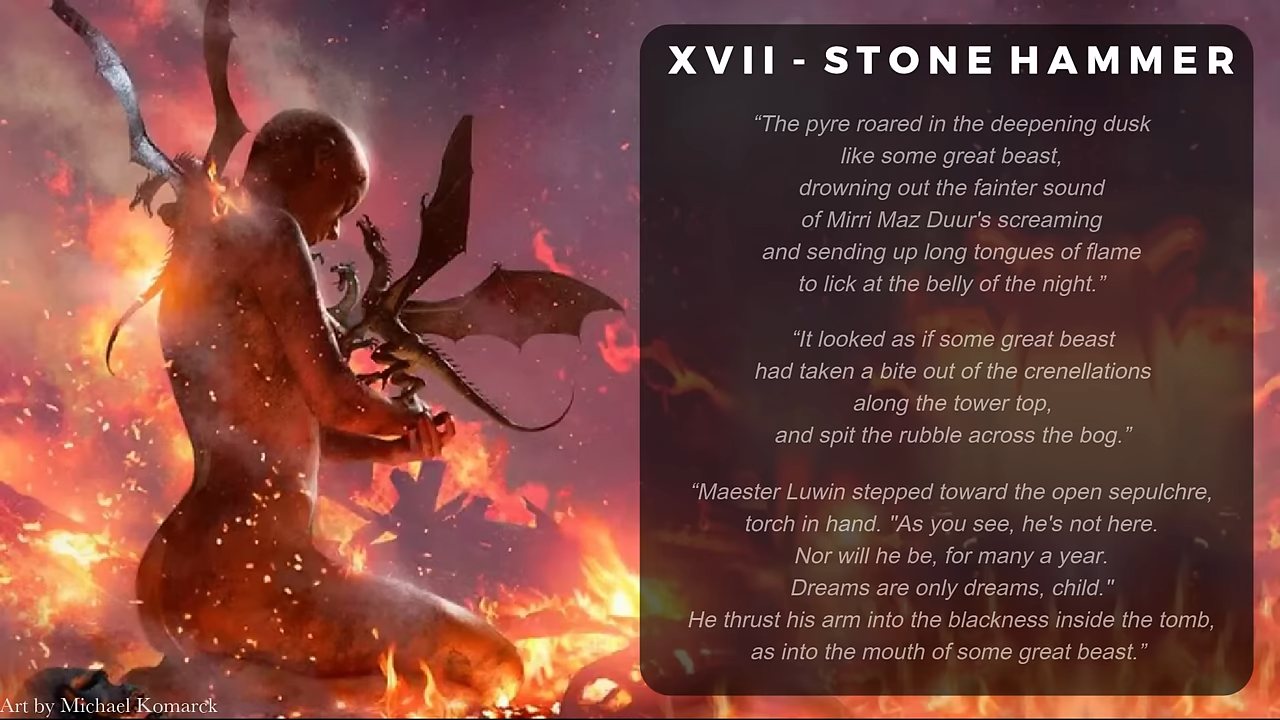 XVII - STONE HAMMER
“The pyre roared in the deepening dusk
like some great beast,
drowning out the fainter sound
of Mirri Maz Duur's screaming
and sending up long tongues of flame
to lick at the belly of the night.”
“It looked as if some great beast
had taken a bite out of the crenellations
along the tower top,
and spit the rubble across the bog.”
“Maester Luwin stepped toward the open sepulchre,
torch in hand. "As you see, he's not here.
Nor will he be, for many a year.
Dreams are only dreams, child."
He thrust his arm into the blackness inside the tomb,
as into the mouth of some great beast.”
Art by Michael Komarck